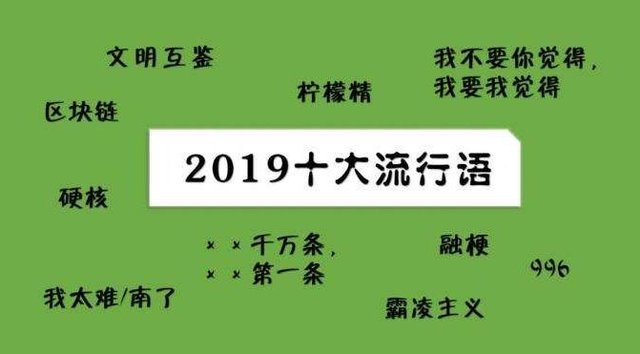 文明互鉴
我不要你觉得，
我要我觉得
柠檬精
区块链
2019十大流行语
硬核
××千万条，
××第一条
融梗
996
我太难/南了
霸凌主义